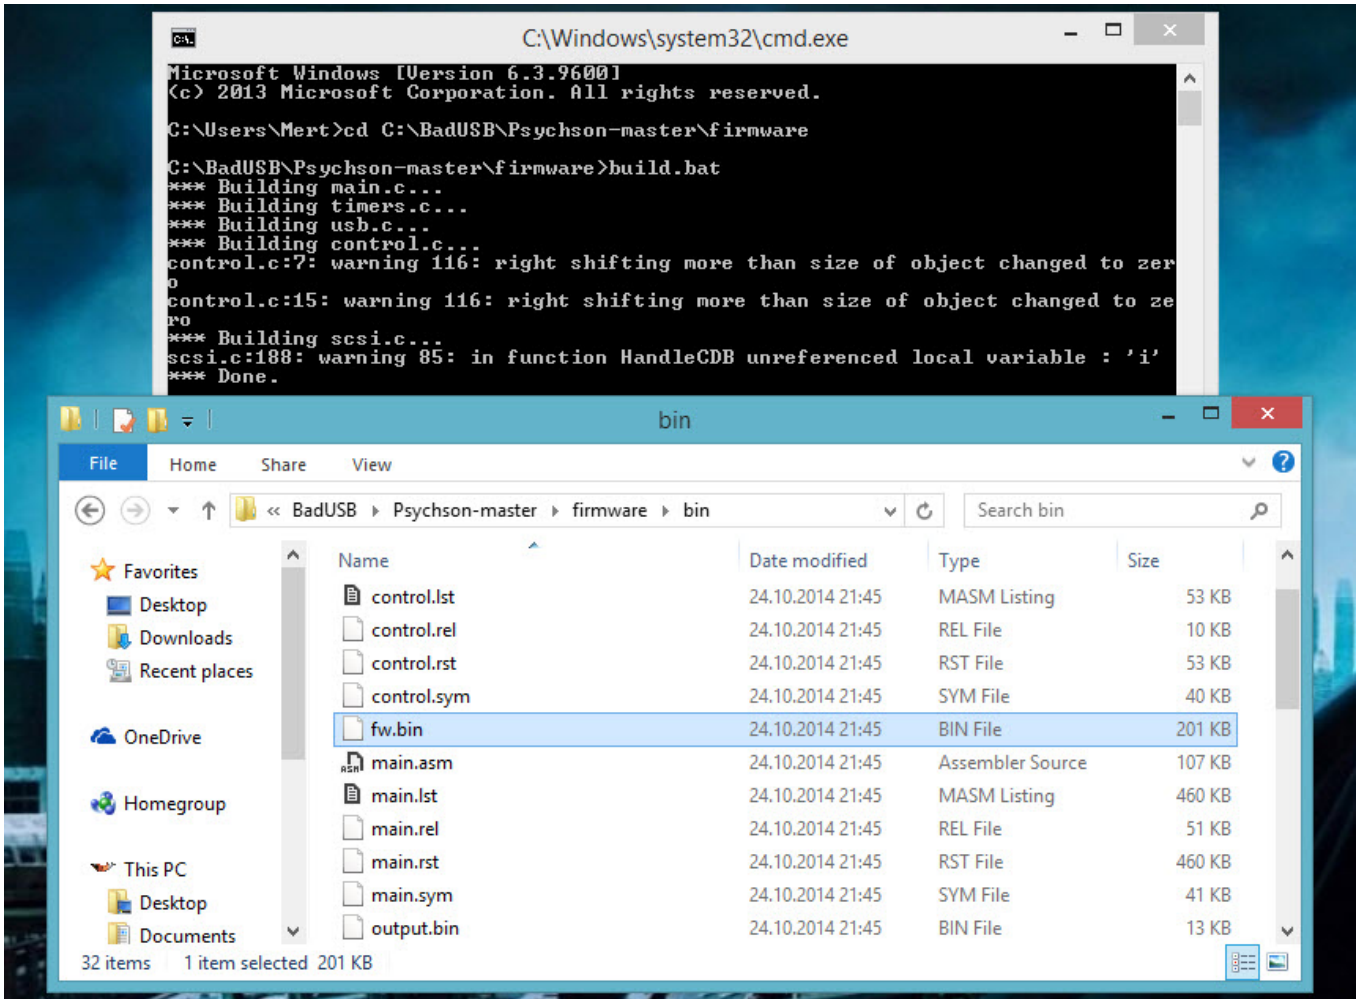 C:\Windows\system32\cmd.exe
Microsoft Windows [Version 6.3.9600]
(c) 2013 Microsoft Corporation. All rights reserved.
C:\Users\Mert>cd C:\BadUSB\Psychson-master\firmware
C:\BadUSB\Psychson-master\firmware>build.bat
*** Building main.c...
*** Building timers.c...
*** Building usb.c...
*** Building control.c...
control.c:7: warning 116: right shifting more than size of object changed to zer
o
control.c:15: warning 116: right shifting more than size of object changed to ze
ro
*** Building scsi.c...
scsi.c:188: warning 85: in function HandleCDB unreferenced local variable : 'i'
*** Done.
bin
File Home Share View
« BadUSB Psychson-master firmware bin Search bin
Name Date modified Type Size
Favorites
Desktop
Downloads
Recent places
OneDrive
Homegroup
This PC
Desktop
Documents
control.lst 24.10.2014 21:45 MASM Listing 53 KB
control.rel 24.10.2014 21:45 REL File 10 KB
control.rst 24.10.2014 21:45 RST File 53 KB
control.sym 24.10.2014 21:45 SYM File 40 KB
fw.bin 24.10.2014 21:45 BIN File 201 KB
main.asm 24.10.2014 21:45 Assembler Source 107 KB
main.lst 24.10.2014 21:45 MASM Listing 460 KB
main.rel 24.10.2014 21:45 REL File 51 KB
main.rst 24.10.2014 21:45 RST File 460 KB
main.sym 24.10.2014 21:45 SYM File 41 KB
output.bin 24.10.2014 21:45 BIN File 13 KB
32 items 1 item selected 201 KB